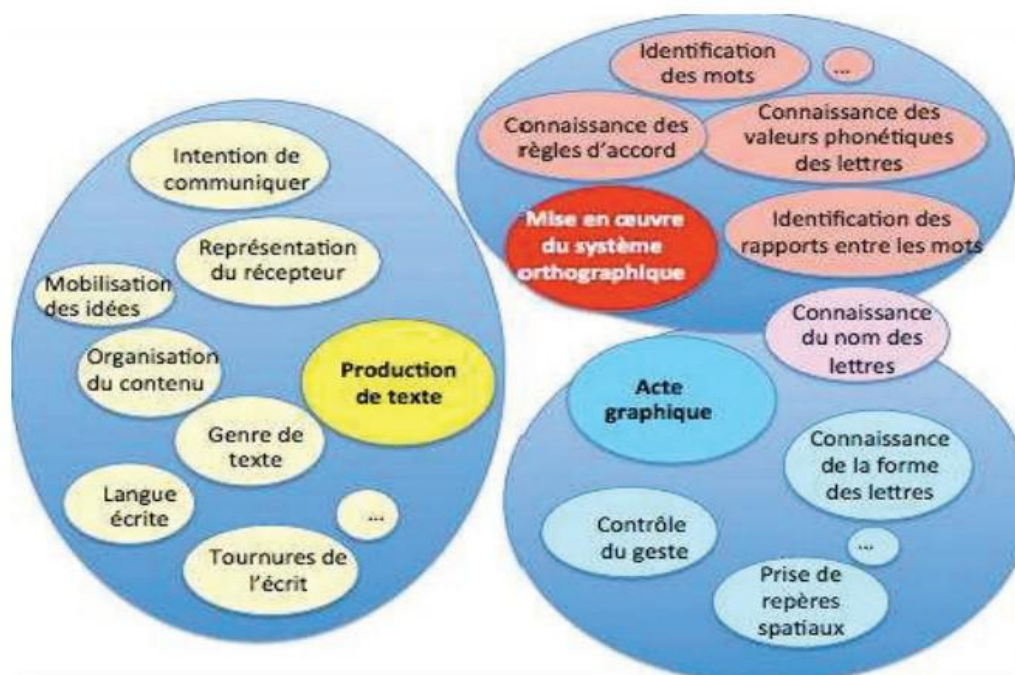 Intention de
communiquer
Représentation
du récepteur
Mobilisation
des idées
Organisation
du contenu
Production
de texte
Genre de
texte
Langue
écrite
...
Tournures de
l'écrit
Identification
des mots
...
Connaissance des
règles d'accord
Connaissance des
valeurs phonétiques
des lettres
Mise en œuvre
du système
orthographique
Identification des
rapports entre les mots
Connaissance
du nom des
lettres
Acte
graphique
Connaissance
de la forme
des lettres
Contrôle
du geste
...
Prise de
repères
spatiaux